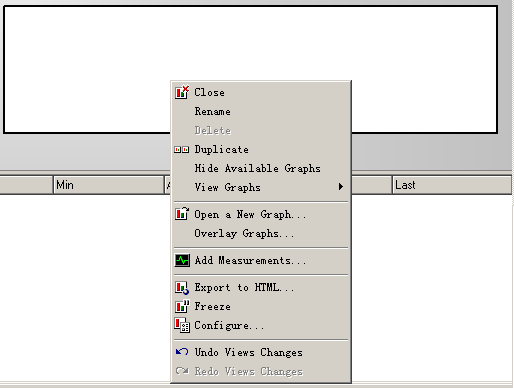 Close
Rename
Delete
Duplicate
Hide Available Graphs
View Graphs
Min
Last
Open a New Graph...
Overlay Graphs...
Add Measurements...
Export to HTML...
Freeze
Configure...
Undo Views Changes
Redo Views Changes